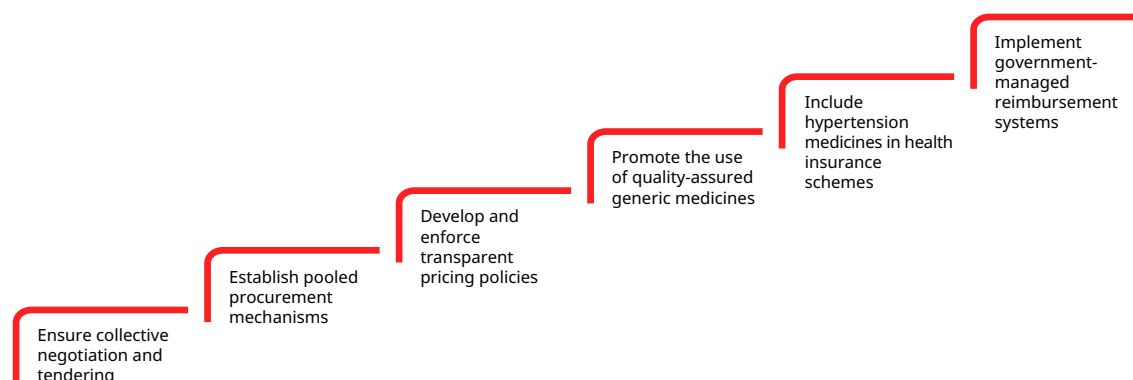 Implement
government-
managed
reimbursement
systems
Include
hypertension
medicines in health
insurance
schemes
Promote the use
of quality-assured
generic medicines
Develop and
enforce
transparent
pricing policies
Establish pooled
procurement
mechanisms
Ensure collective
negotiation and
tendering